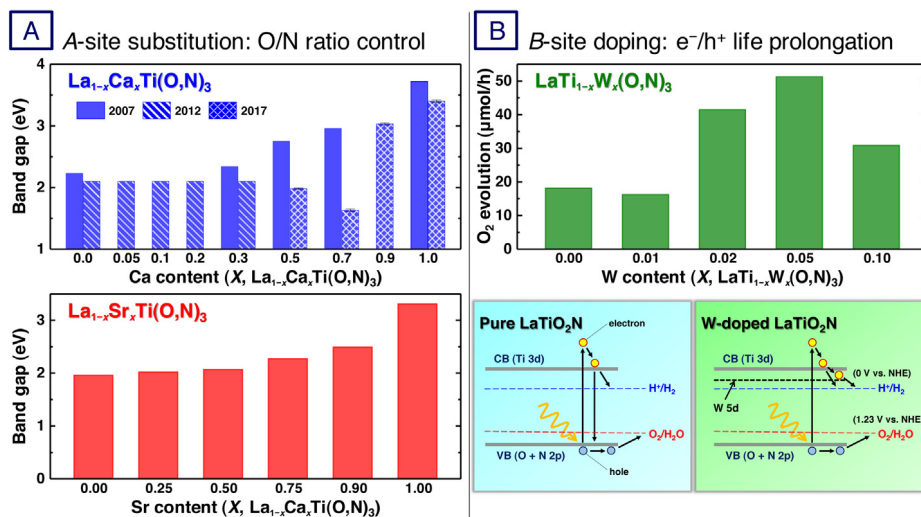 A
A-site substitution: O/N ratio control
La₁₋ₓCaₓTi(O,N)₃
2007 2012 2017
Band gap (eV)
4
3
2
1
0.0 0.05 0.1 0.2 0.3 0.5 0.7 0.9 1.0
Ca content (X, La₁₋ₓCaₓTi(O,N)₃)
La₁₋ₓSrₓTi(O,N)₃
Band gap (eV)
3
2
1
0
0.00 0.25 0.50 0.75 0.90 1.00
Sr content (X, La₁₋ₓCaₓTi(O,N)₃)
B
B-site doping: e⁻/h⁺ life prolongation
LaTi₁₋ₓWₓ(O,N)₃
O₂ evolution (μmol/h)
60
50
40
30
20
10
0
0.00 0.01 0.02 0.05 0.10
W content (X, LaTi₁₋ₓWₓ(O,N)₃)
Pure LaTiO₂N
electron
CB (Ti 3d)
H⁺/H₂
O₂/H₂O
VB (O + N 2p)
hole
W-doped LaTiO₂N
CB (Ti 3d)
(0 V vs. NHE)
H⁺/H₂
W 5d
(1.23 V vs. NHE)
O₂/H₂O
VB (O + N 2p)